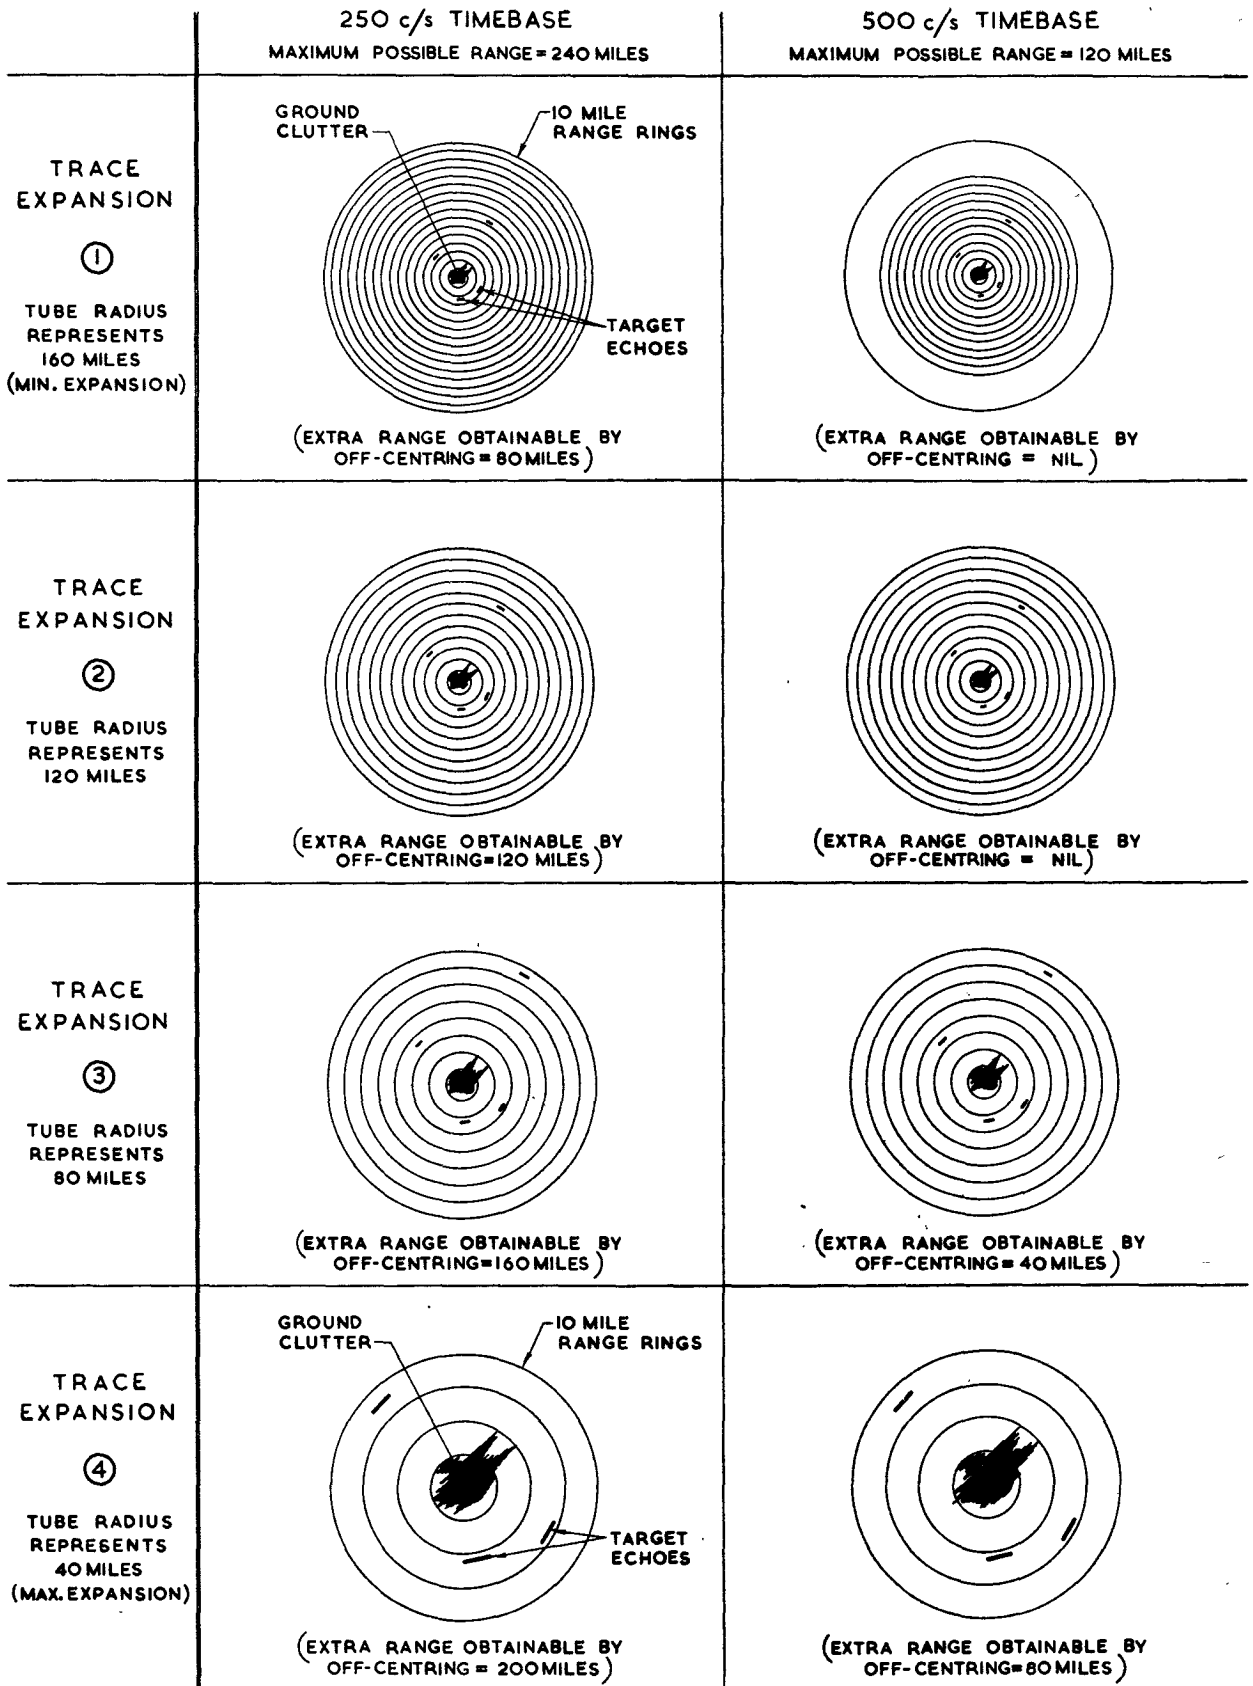 250 c/s TIMEBASE
MAXIMUM POSSIBLE RANGE = 240 MILES
500 c/s TIMEBASE
MAXIMUM POSSIBLE RANGE = 120 MILES
TRACE
EXPANSION
1
TUBE RADIUS
REPRESENTS
160 MILES
(MIN. EXPANSION)
GROUND
CLUTTER
10 MILE
RANGE RINGS
TARGET
ECHOES
(EXTRA RANGE OBTAINABLE BY
OFF-CENTRING = 80 MILES)
(EXTRA RANGE OBTAINABLE BY
OFF-CENTRING = NIL)
TRACE
EXPANSION
2
TUBE RADIUS
REPRESENTS
120 MILES
(EXTRA RANGE OBTAINABLE BY
OFF-CENTRING = 120 MILES)
(EXTRA RANGE OBTAINABLE BY
OFF-CENTRING = NIL)
TRACE
EXPANSION
3
TUBE RADIUS
REPRESENTS
80 MILES
(EXTRA RANGE OBTAINABLE BY
OFF-CENTRING = 160 MILES)
(EXTRA RANGE OBTAINABLE BY
OFF-CENTRING = 40 MILES)
TRACE
EXPANSION
4
TUBE RADIUS
REPRESENTS
40 MILES
(MAX. EXPANSION)
GROUND
CLUTTER
10 MILE
RANGE RINGS
TARGET
ECHOES
(EXTRA RANGE OBTAINABLE BY
OFF-CENTRING = 200 MILES)
(EXTRA RANGE OBTAINABLE BY
OFF-CENTRING = 80 MILES)